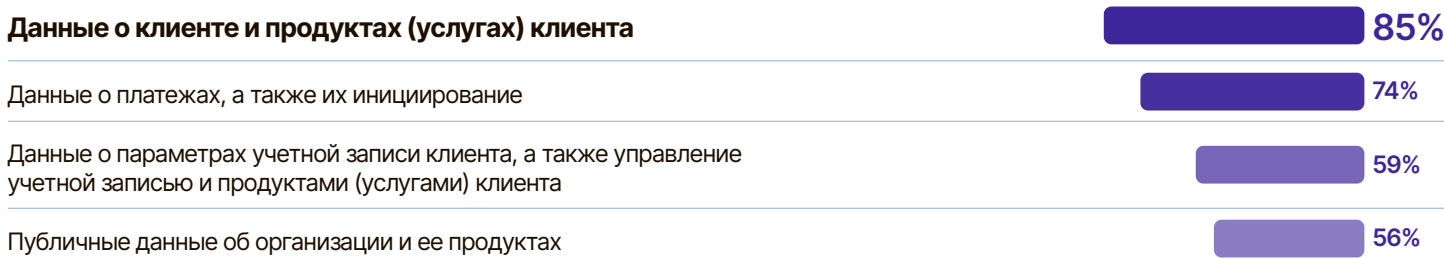 Данные о клиенте и продуктах (услугах) клиента
85%
Данные о платежах, а также их инициирование
74%
Данные о параметрах учетной записи клиента, а также управление
учетной записью и продуктами (услугами) клиента
59%
Публичные данные об организации и ее продуктах
56%